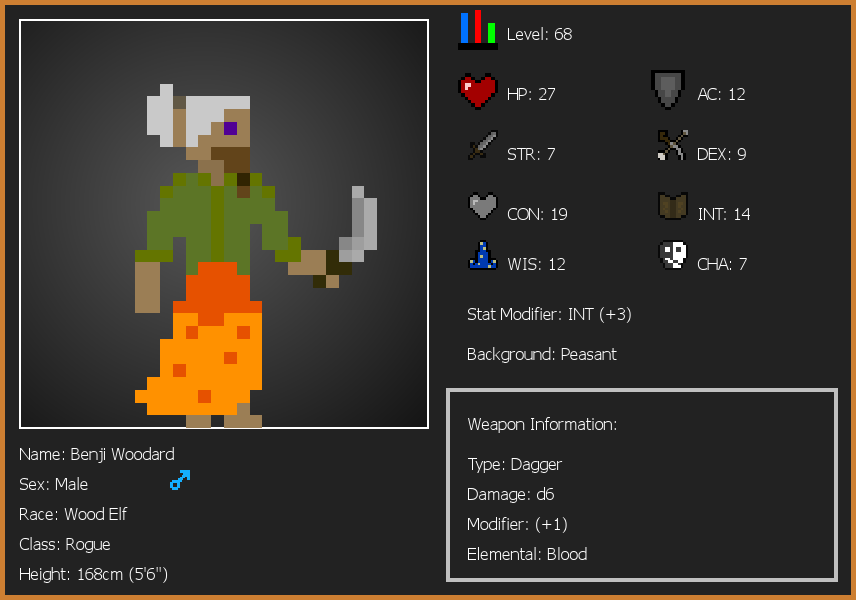 Level: 68
HP: 27
AC: 12
STR: 7
DEX: 9
CON: 19
INT: 14
WIS: 12
CHA: 7
Stat Modifier: INT (+3)
Background: Peasant
Weapon Information:
Type: Dagger
Damage: d6
Modifier: (+1)
Elemental: Blood
Name: Benji Woodard
Sex: Male
Race: Wood Elf
Class: Rogue
Height: 168cm (5'6")